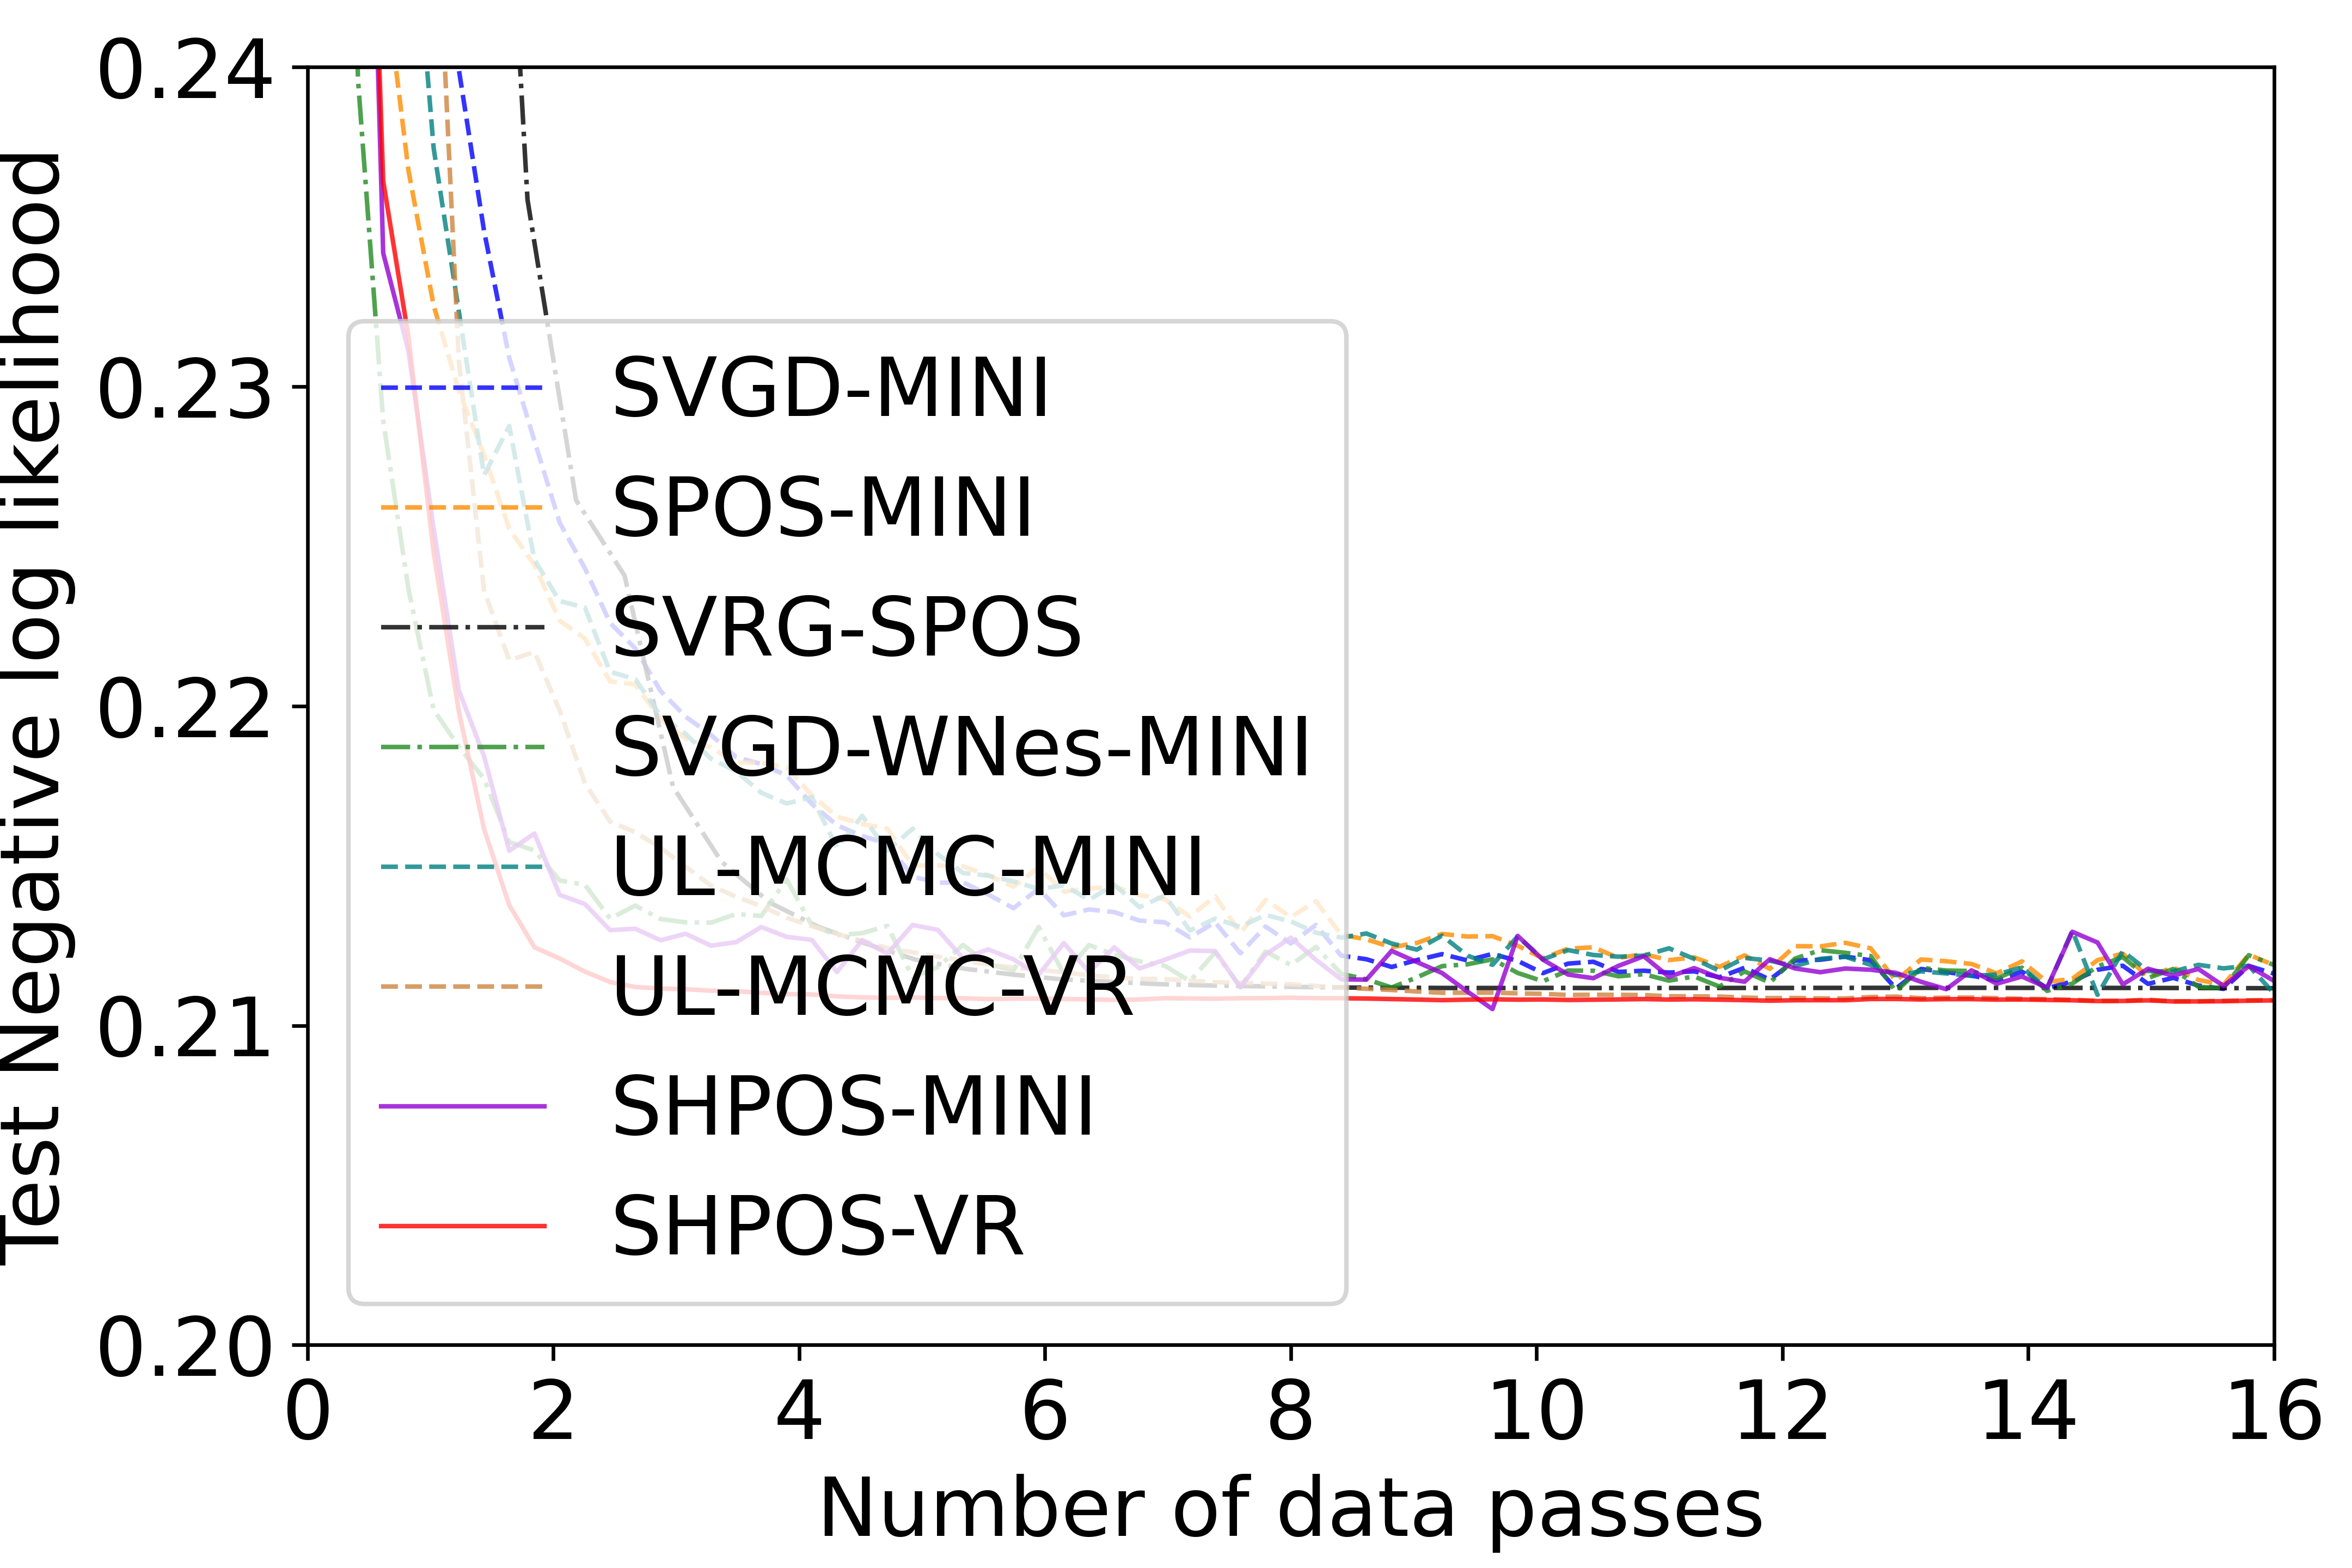 Test Negative log likelihood
0.24
0.23
0.22
0.21
0.20
SVGD-MINI
SPOS-MINI
SVRG-SPOS
SVGD-WNes-MINI
UL-MCMC-MINI
UL-MCMC-VR
SHPOS-MINI
SHPOS-VR
0 2 4 6 8 10 12 14 16
Number of data passes